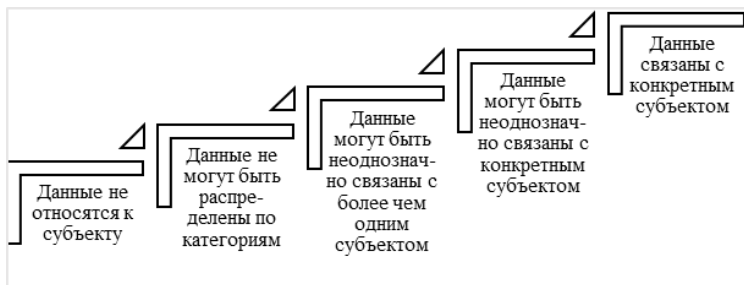 Данные не
относятся к
субъекту
Данные не
могут быть
распре-
делены по
категориям
Данные
могут быть
неоднознач-
но связаны с
более чем
одним
субъектом
Данные
могут быть
неоднознач-
но связаны с
конкретным
субъектом
Данные
связаны с
конкретным
субъектом